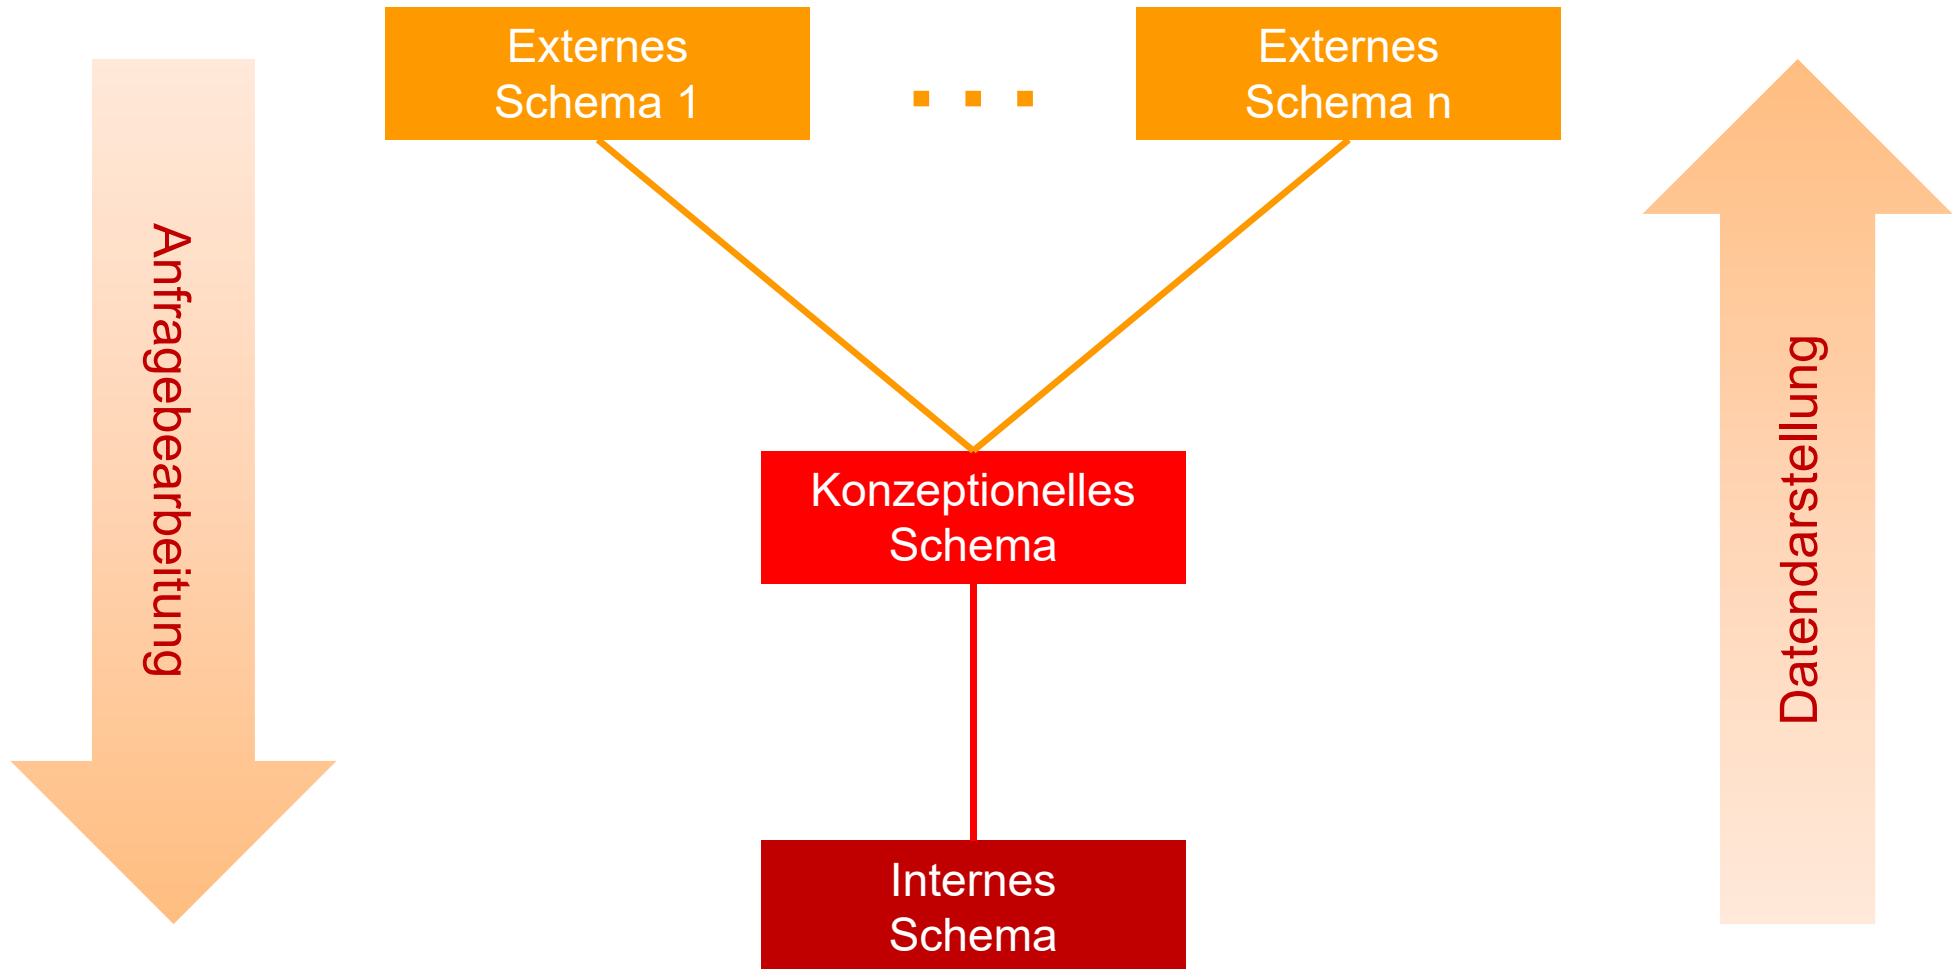 Externes
Schema 1
. . .
Externes
Schema n
Anfragebearbeitung
Konzeptionelles
Schema
Datendarstellung
Internes
Schema